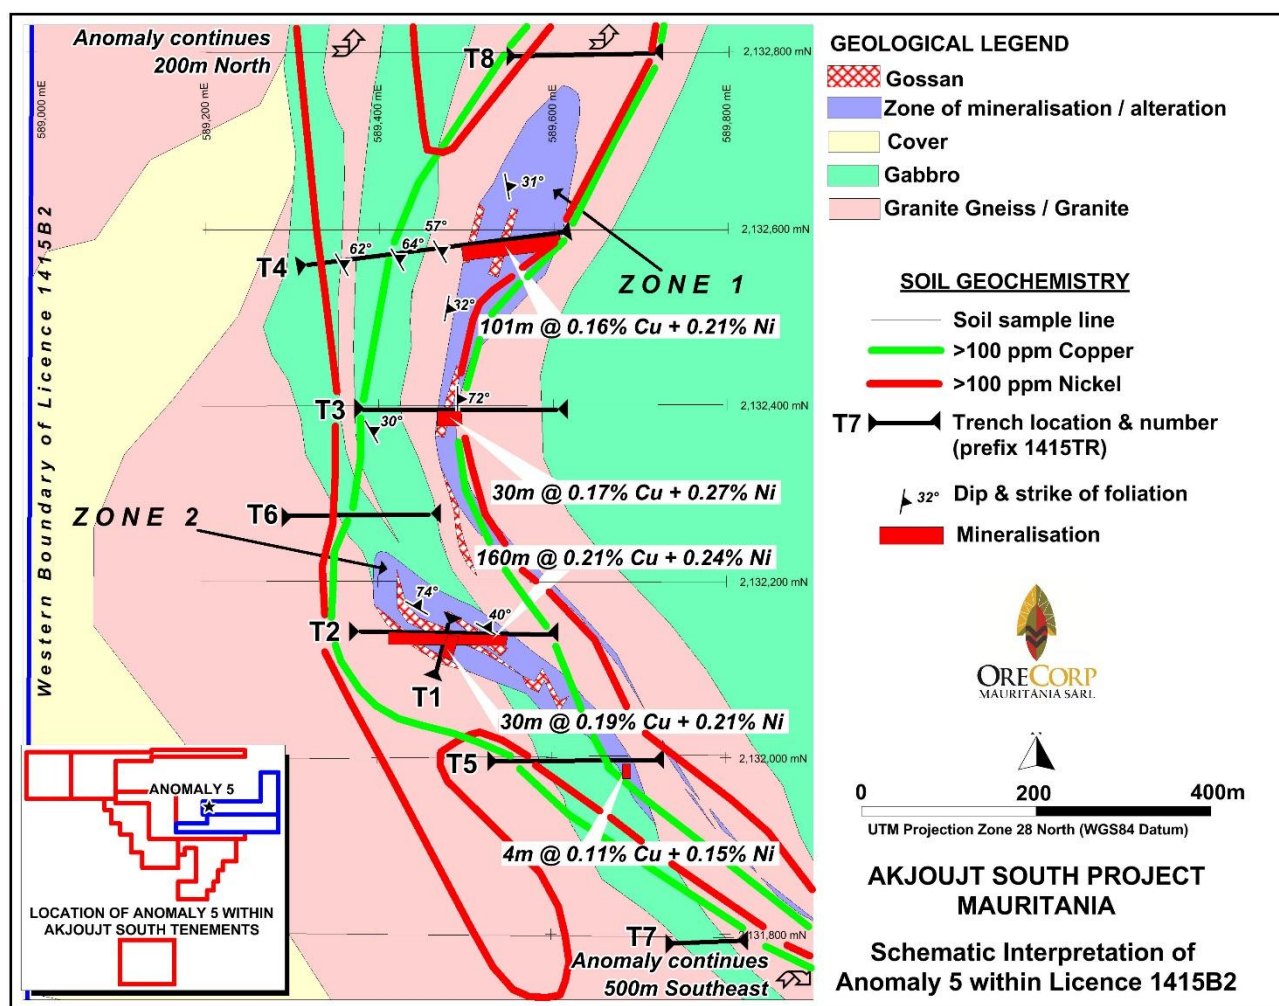 Anomaly continues
200m North
T8
2,132,800 mN
589,000 mE
589,200 mE
589,400 mE
589,600 mE
589,800 mE
31°
57°
64°
62°
2,132,600 mN
T4
ZONE 1
32°
101m @ 0.16% Cu + 0.21% Ni
Western Boundary of Licence 1415B2
72°
T3
2,132,400 mN
30°
30m @ 0.17% Cu + 0.27% Ni
ZONE 2
T6
160m @ 0.21% Cu + 0.24% Ni
2,132,200 mN
74°
40°
T2
T1
30m @ 0.19% Cu + 0.21% Ni
T5
2,132,000 mN
4m @ 0.11% Cu + 0.15% Ni
T7
2,131,800 mN
Anomaly continues
500m Southeast
ANOMALY 5
LOCATION OF ANOMALY 5 WITHIN
AKJOUJT SOUTH TENEMENTS
GEOLOGICAL LEGEND
Gossan
Zone of mineralisation / alteration
Cover
Gabbro
Granite Gneiss / Granite
SOIL GEOCHEMISTRY
Soil sample line
>100 ppm Copper
>100 ppm Nickel
T7 Trench location & number
(prefix 1415TR)
32° Dip & strike of foliation
Mineralisation
ORECORP
MAURITANIA SARL
N
0 200 400m
UTM Projection Zone 28 North (WGS84 Datum)
AKJOUJT SOUTH PROJECT
MAURITANIA
Schematic Interpretation of
Anomaly 5 within Licence 1415B2